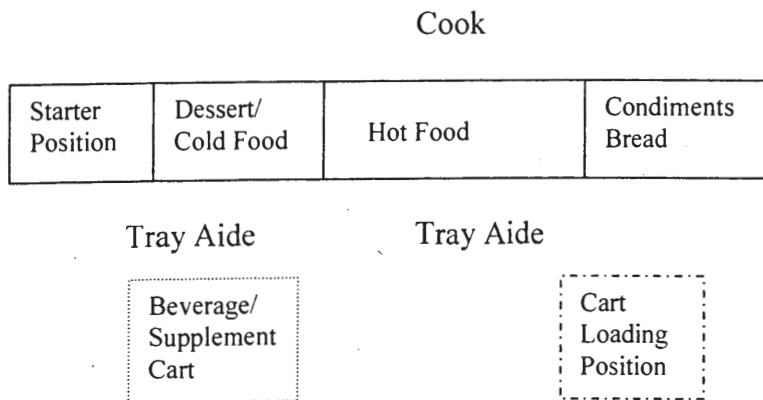 Cook
Starter
Position
Dessert/
Cold Food
Hot Food
Condiments
Bread
Tray Aide
Tray Aide
Beverage/
Supplement
Cart
Cart
Loading
Position